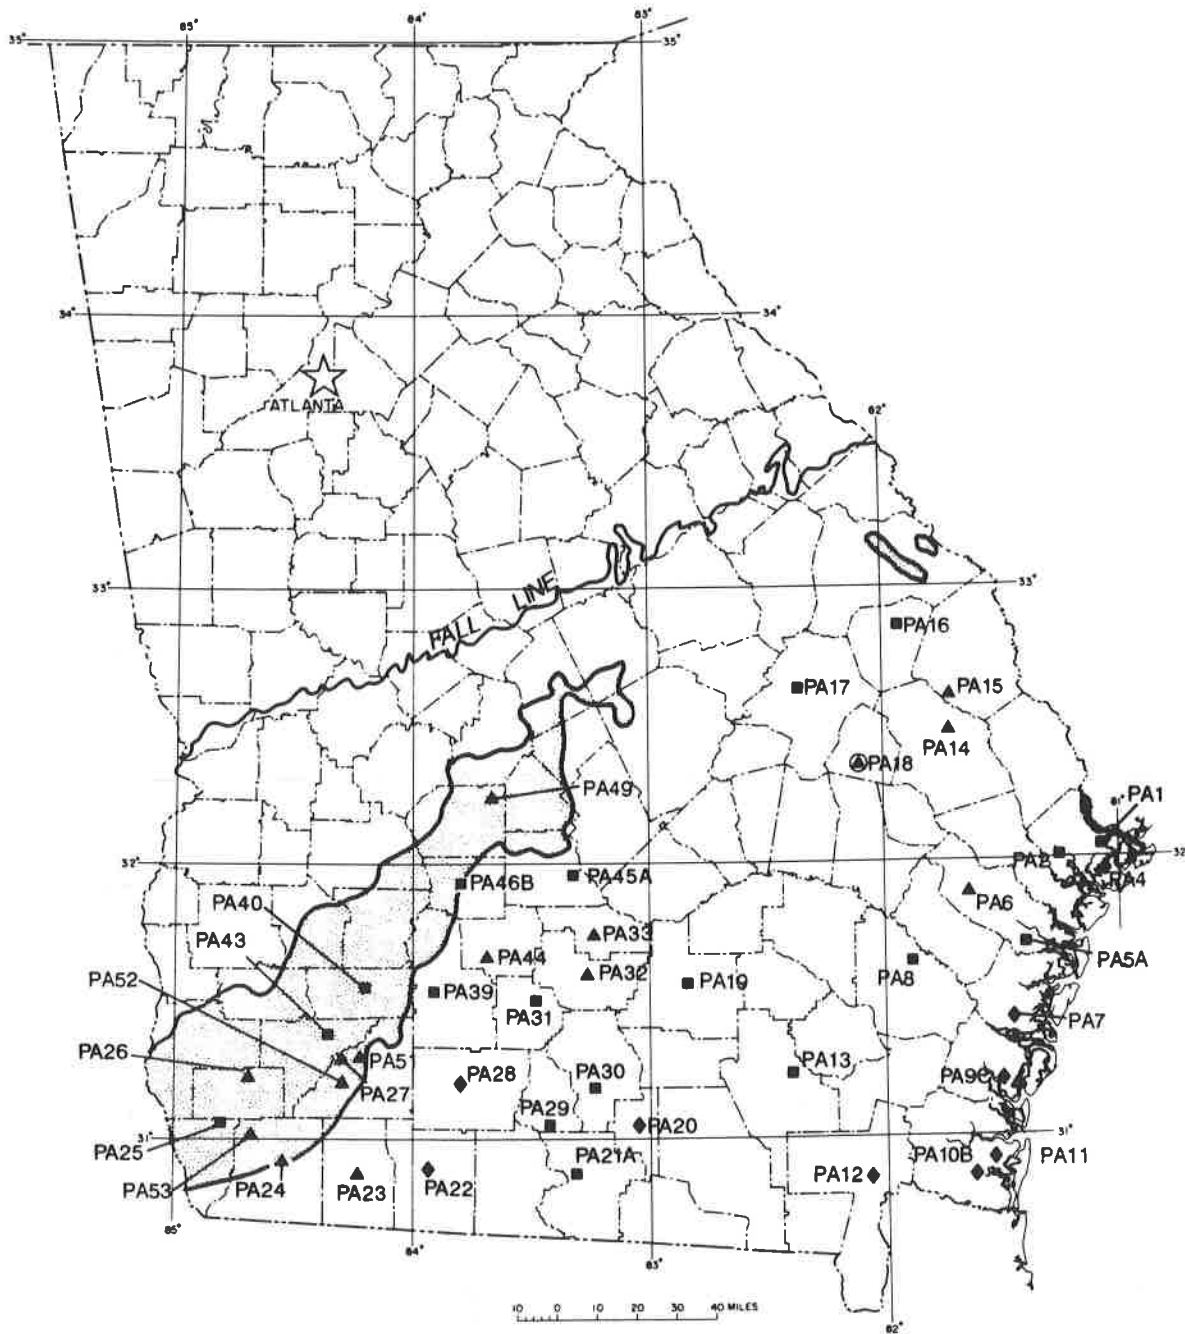 85°
84°
83°
35°
35°
34°
34°
ATLANTA
82°
33°
33°
FALL LINE
PA16
PA17
PA15
PA14
PA18
PA49
81°
PA1
32°
32°
PA2
PA4
PA46B
PA45A
PA40
PA6
PA43
PA33
PA44
PA32
PA8
PA5A
PA52
PA39
PA19
PA31
PA7
PA26
PA51
PA28
PA13
PA27
PA30
PA9C
PA29
PA20
31°
31°
PA25
PA21A
PA10B
PA11
PA53
PA24
PA23
PA22
PA12
85°
84°
83°
82°
10 0 10 20 30 40 MILES